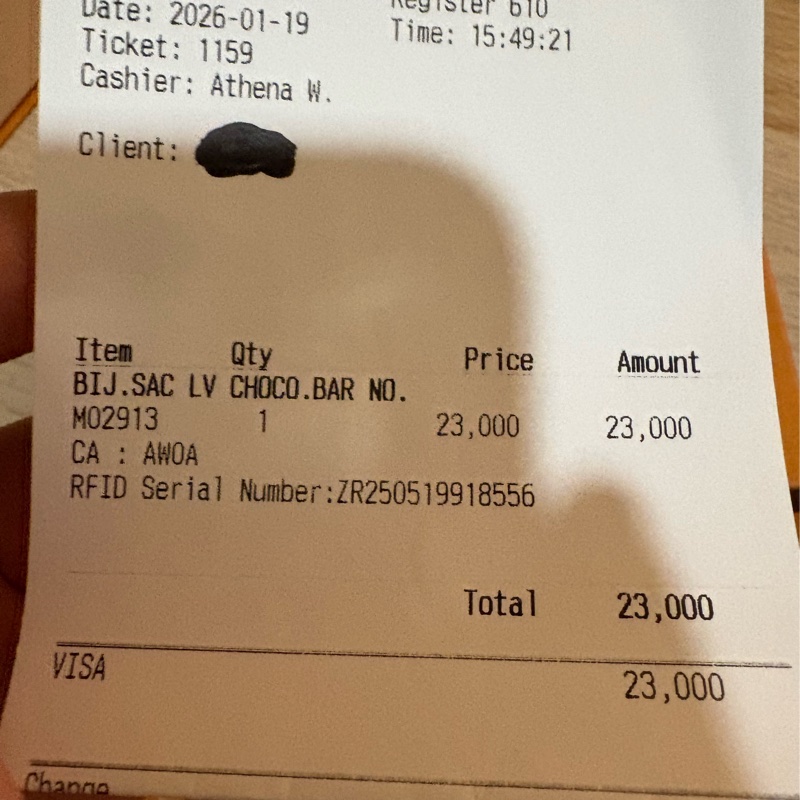 Date: 2026-01-19 Register 610
Ticket: 1159 Time: 15:49:21
Cashier: Athena W.
Client:
Item Qty Price Amount
BIJ.SAC LV CHOCO.BAR NO.
M02913 1 23,000 23,000
CA : AWOA
RFID Serial Number:ZR250519918556
Total 23,000
VISA 23,000
Change